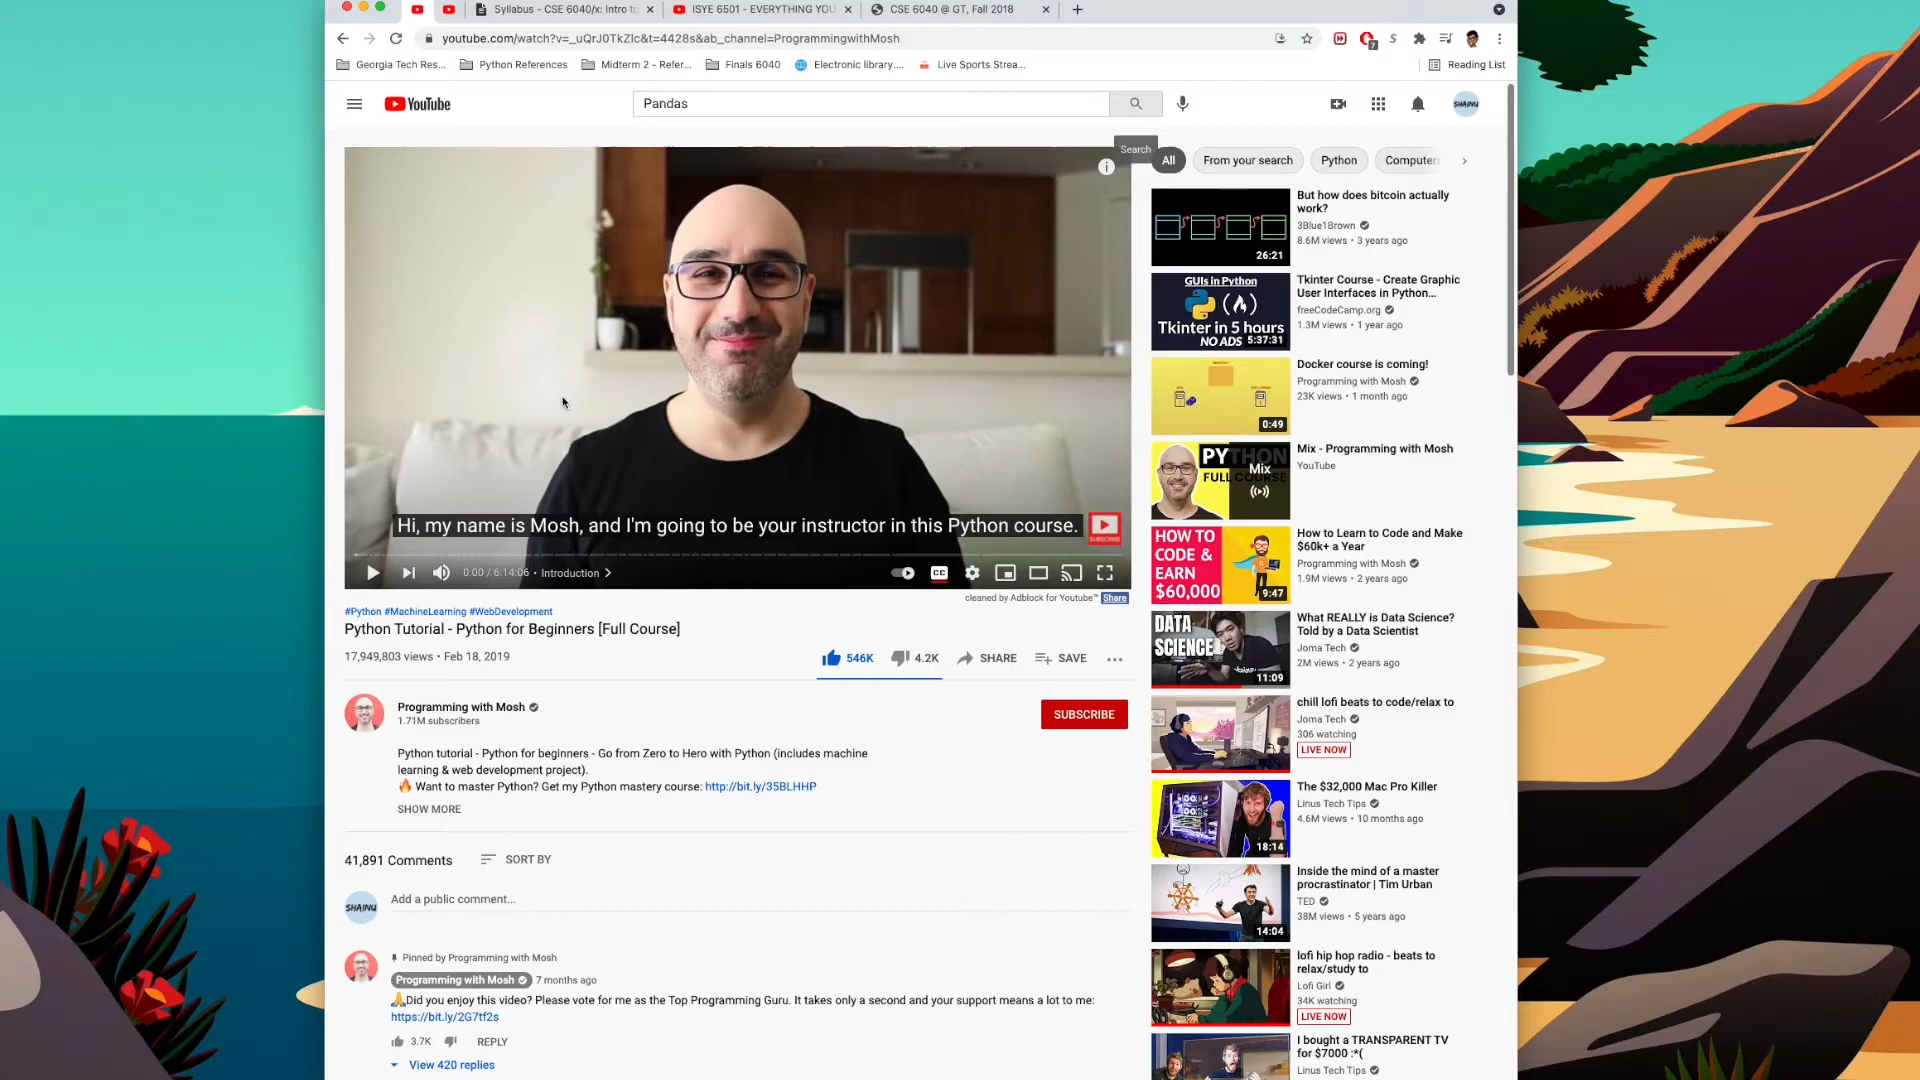 Syllabus - CSE 6040/x: Intro to
ISYE 6501 - EVERYTHING YOU
CSE 6040 @ GT, Fall 2018
youtube.com/watch?v=_uQrJ0TkZlc&t=4428s&ab_channel=ProgrammingwithMosh
7
Georgia Tech Res...
Python References
Midterm 2 - Refer...
Finals 6040
Electronic library....
Live Sports Strea...
Reading List
YouTube
Pandas
SHAINU
Search
All
From your search
Python
Computers
Hi, my name is Mosh, and I'm going to be your instructor in this Python course.
SUBSCRIBE
0:00 / 6:14:06 • Introduction
CC
cleaned by Adblock for Youtube™ Share
#Python #MachineLearning #WebDevelopment
Python Tutorial - Python for Beginners [Full Course]
17,949,803 views • Feb 18, 2019
546K
4.2K
SHARE
SAVE
Programming with Mosh
1.71M subscribers
SUBSCRIBE
Python tutorial - Python for beginners - Go from Zero to Hero with Python (includes machine
learning & web development project).
🔥 Want to master Python? Get my Python mastery course: http://bit.ly/35BLHHP
SHOW MORE
41,891 Comments
SORT BY
SHAINU
Add a public comment...
Pinned by Programming with Mosh
Programming with Mosh
7 months ago
🙏Did you enjoy this video? Please vote for me as the Top Programming Guru. It takes only a second and your support means a lot to me:
https://bit.ly/2G7tf2s
3.7K
REPLY
View 420 replies
26:21
But how does bitcoin actually
work?
3Blue1Brown
8.6M views • 3 years ago
GUIs in Python
Tkinter in 5 hours
NO ADS
5:37:31
Tkinter Course - Create Graphic
User Interfaces in Python...
freeCodeCamp.org
1.3M views • 1 year ago
0:49
Docker course is coming!
Programming with Mosh
23K views • 1 month ago
PYTHON
FULL COURSE
Mix
Mix - Programming with Mosh
YouTube
HOW TO
CODE &
EARN
$60,000
9:47
How to Learn to Code and Make
$60k+ a Year
Programming with Mosh
1.9M views • 2 years ago
DATA
SCIENCE
11:09
What REALLY is Data Science?
Told by a Data Scientist
Joma Tech
2M views • 2 years ago
chill lofi beats to code/relax to
Joma Tech
306 watching
LIVE NOW
18:14
The $32,000 Mac Pro Killer
Linus Tech Tips
4.6M views • 10 months ago
14:04
Inside the mind of a master
procrastinator | Tim Urban
TED
38M views • 5 years ago
lofi hip hop radio - beats to
relax/study to
Lofi Girl
34K watching
LIVE NOW
I bought a TRANSPARENT TV
for $7000 :*(
Linus Tech Tips